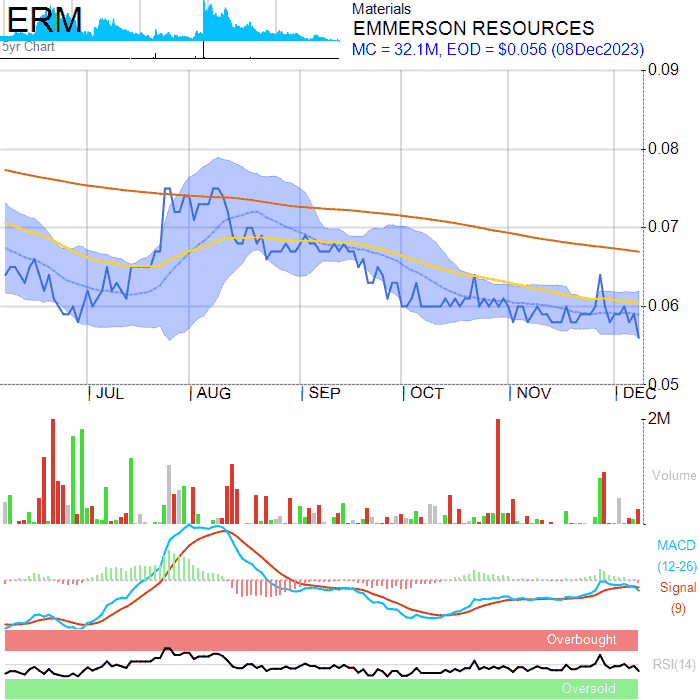 ERM
5yr Chart
Materials
EMMERSON RESOURCES
MC = 32.1M, EOD = $0.056 (08Dec2023)
0.09
0.08
0.07
0.06
0.05
JUL AUG SEP OCT NOV DEC
2M
Volume
MACD
(12-26)
Signal
(9)
Overbought
RSI(14)
Oversold